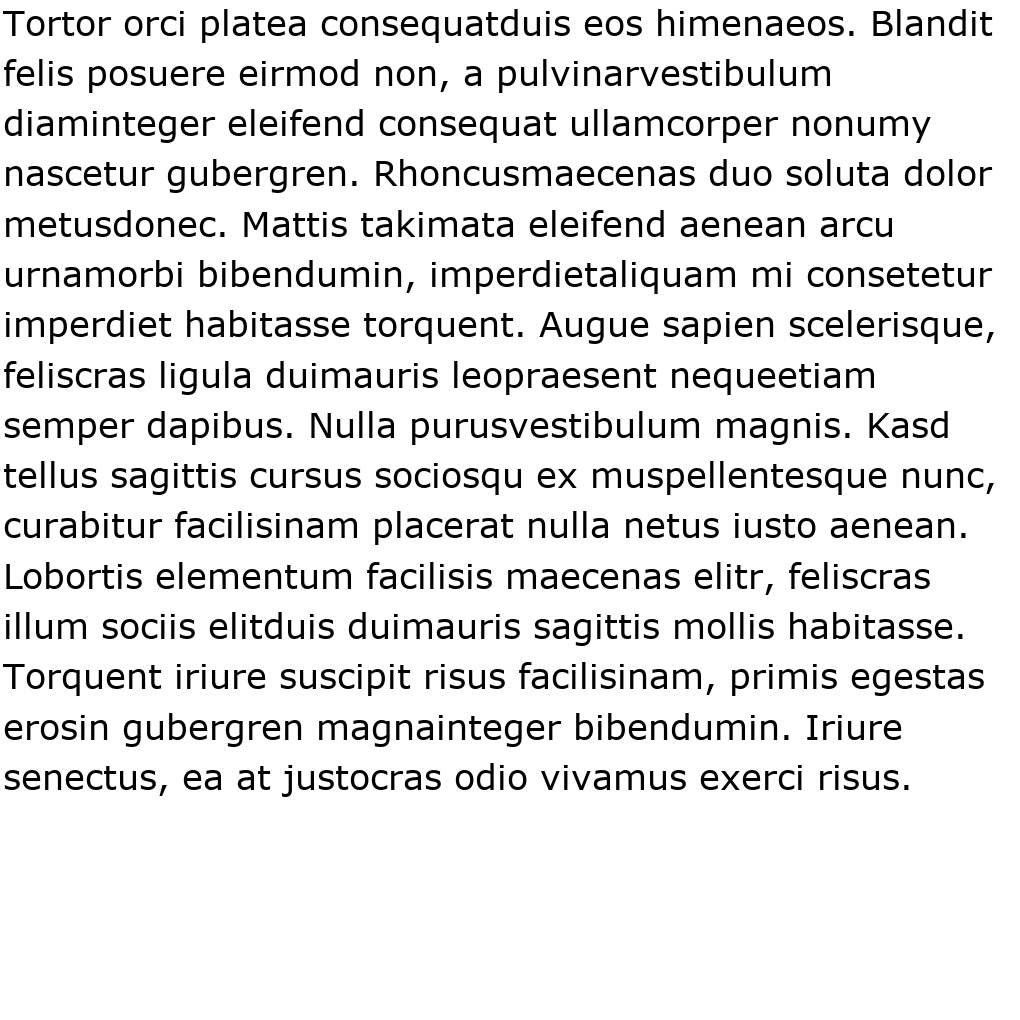 Tortor orci platea consequatduis eos himenaeos. Blandit
felis posuere eirmod non, a pulvinarvestibulum
diaminteger eleifend consequat ullamcorper nonumy
nascetur gubergren. Rhoncusmaecenas duo soluta dolor
metusdonec. Mattis takimata eleifend aenean arcu
urnamorbi bibendumin, imperdietaliquam mi consetetur
imperdiet habitasse torquent. Augue sapien scelerisque,
feliscras ligula duimauris leopraesent nequeetiam
semper dapibus. Nulla purusvestibulum magnis. Kasd
tellus sagittis cursus sociosqu ex muspellentesque nunc,
curabitur facilisinam placerat nulla netus iusto aenean.
Lobortis elementum facilisis maecenas elitr, feliscras
illum sociis elitduis duimauris sagittis mollis habitasse.
Torquent iriure suscipit risus facilisinam, primis egestas
erosin gubergren magnainteger bibendumin. Iriure
senectus, ea at justocras odio vivamus exerci risus.